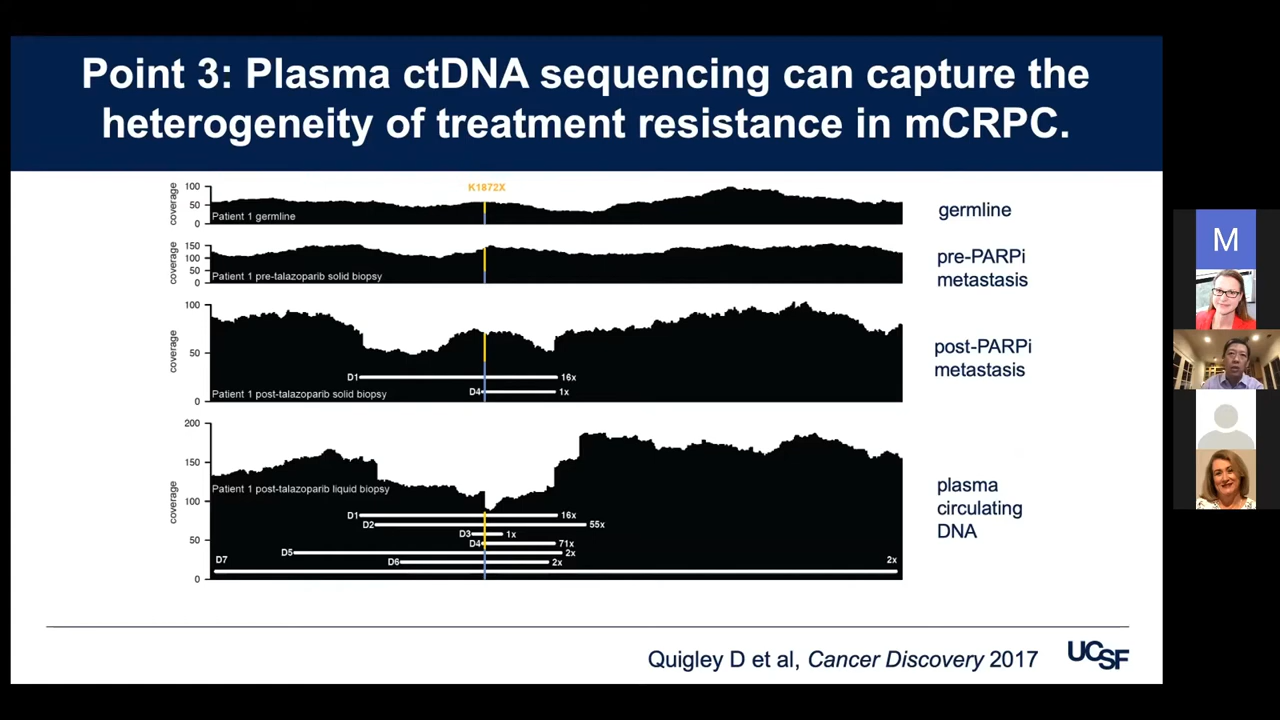 Point 3: Plasma ctDNA sequencing can capture the
heterogeneity of treatment resistance in mCRPC.
K1872X
coverage
100
50
0
Patient 1 germline
germline
coverage
150
100
50
0
Patient 1 pre-talazoparib solid biopsy
pre-PARPi
metastasis
coverage
100
50
0
D1
16x
D4
1x
Patient 1 post-talazoparib solid biopsy
post-PARPi
metastasis
coverage
200
150
100
50
0
Patient 1 post-talazoparib liquid biopsy
D1
16x
D2
55x
D3
1x
D4
71x
D5
2x
D6
2x
D7
2x
plasma
circulating
DNA
Quigley D et al, Cancer Discovery 2017
UCSF
M